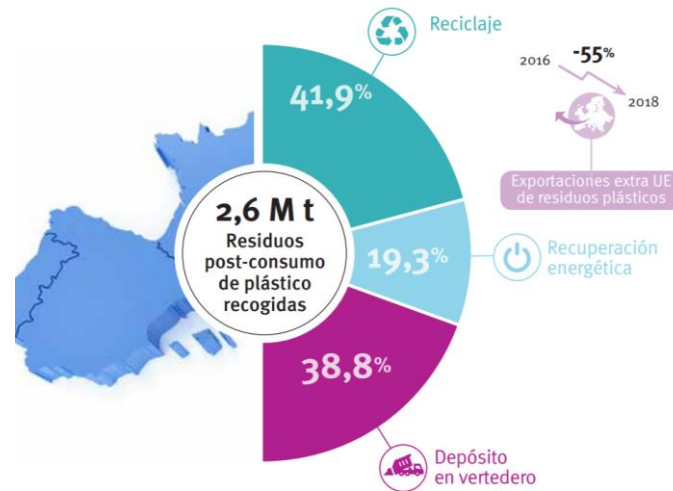 Reciclaje
41,9%
2016
-55%
2018
Exportaciones extra UE
de residuos plásticos
2,6 M t
Residuos
post-consumo
de plástico
recogidas
19,3%
Recuperación
energética
38,8%
Depósito
en vertedero